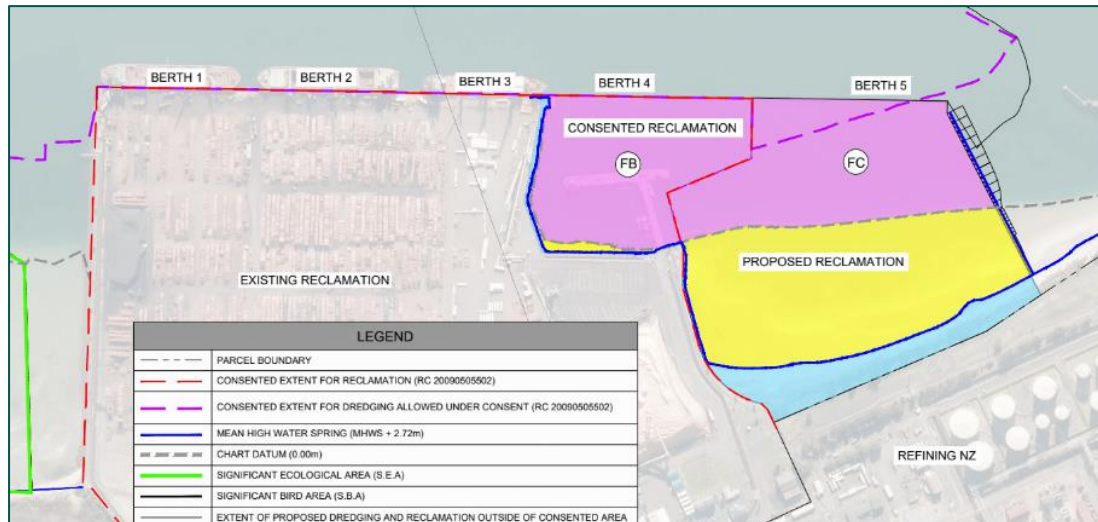 BERTH 1
BERTH 2
BERTH 3
BERTH 4
BERTH 5
CONSENTED RECLAMATION
FB
FC
PROPOSED RECLAMATION
EXISTING RECLAMATION
REFINING NZ
LEGEND
PARCEL BOUNDARY
CONSENTED EXTENT FOR RECLAMATION (RC 20090505502)
CONSENTED EXTENT FOR DREDGING ALLOWED UNDER CONSENT (RC 20090505502)
MEAN HIGH WATER SPRING (MHWS + 2.72m)
CHART DATUM (0.00m)
SIGNIFICANT ECOLOGICAL AREA (S.E.A)
SIGNIFICANT BIRD AREA (S.B.A)
EXTENT OF PROPOSED DREDGING AND RECLAMATION OUTSIDE OF CONSENTED AREA